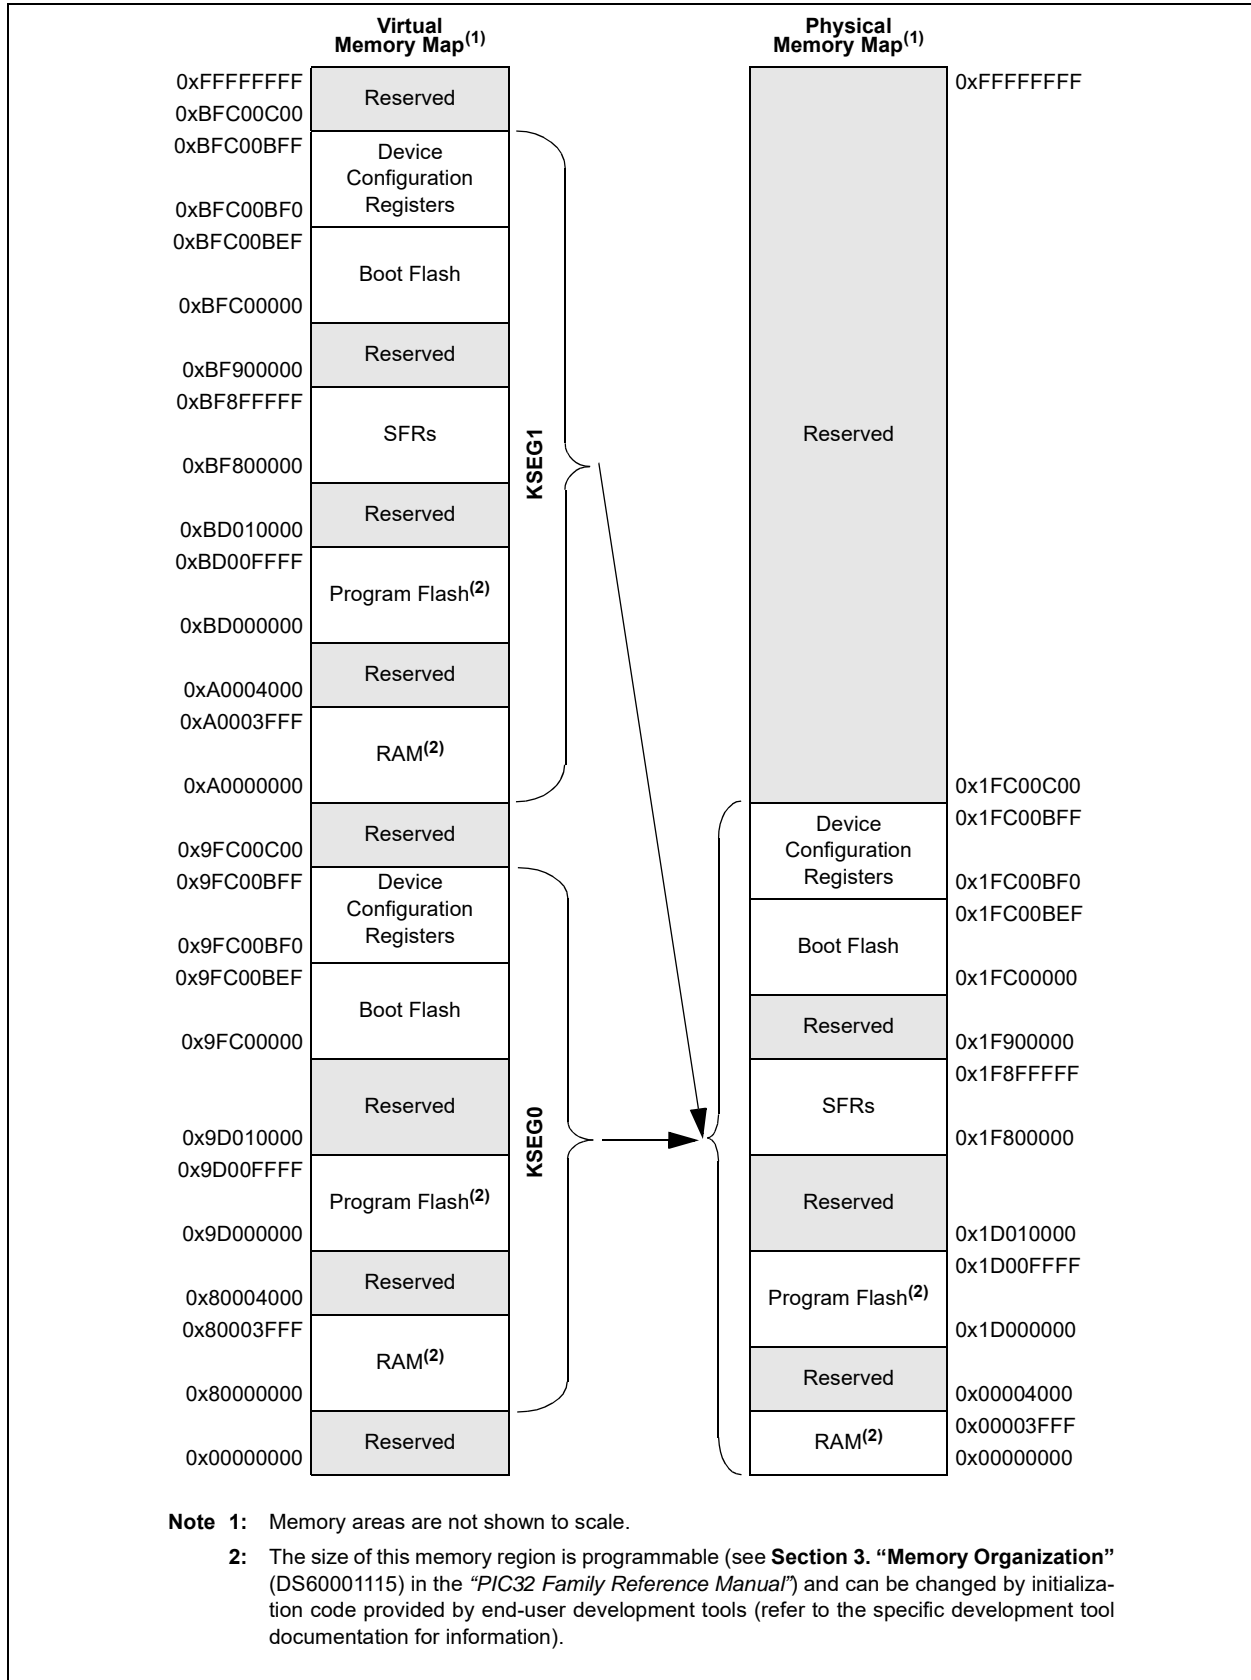 Virtual
Memory Map(1)
0xFFFFFFFF
Reserved
0xBFC00C00
0xBFC00BFF
Device
Configuration
Registers
0xBFC00BF0
0xBFC00BEF
Boot Flash
0xBFC00000
Reserved
0xBF900000
0xBF8FFFFF
SFRs
0xBF800000
Reserved
0xBD010000
0xBD00FFFF
Program Flash(2)
0xBD000000
Reserved
0xA0004000
0xA0003FFF
RAM(2)
0xA0000000
Reserved
0x9FC00C00
0x9FC00BFF
Device
Configuration
Registers
0x9FC00BF0
0x9FC00BEF
Boot Flash
0x9FC00000
Reserved
0x9D010000
0x9D00FFFF
Program Flash(2)
0x9D000000
Reserved
0x80004000
0x80003FFF
RAM(2)
0x80000000
Reserved
0x00000000
KSEG1
KSEG0
Physical
Memory Map(1)
0xFFFFFFFF
Reserved
0x1FC00C00
0x1FC00BFF
Device
Configuration
Registers
0x1FC00BF0
0x1FC00BEF
Boot Flash
0x1FC00000
Reserved
0x1F900000
0x1F8FFFFF
SFRs
0x1F800000
Reserved
0x1D010000
0x1D00FFFF
Program Flash(2)
0x1D000000
Reserved
0x00004000
0x00003FFF
RAM(2)
0x00000000
Note 1: Memory areas are not shown to scale.
2: The size of this memory region is programmable (see Section 3. “Memory Organization”
(DS60001115) in the “PIC32 Family Reference Manual”) and can be changed by initializa-
tion code provided by end-user development tools (refer to the specific development tool
documentation for information).